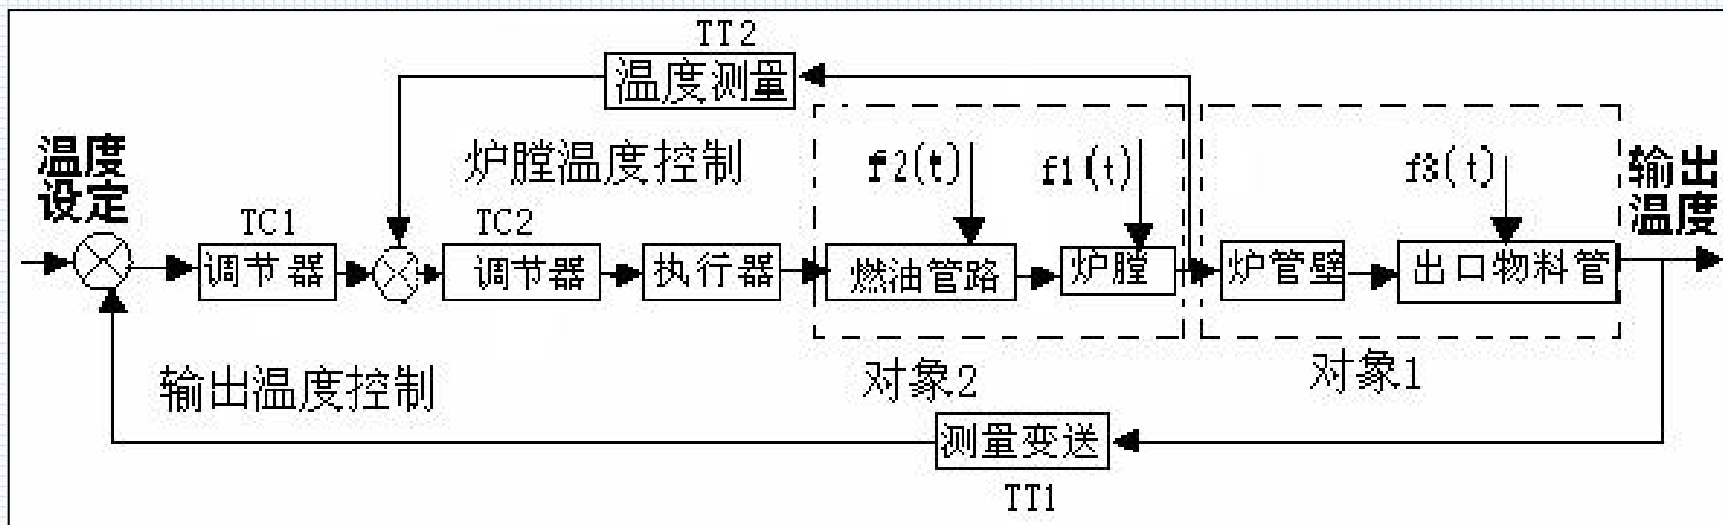 TT2
温度测量
温度
设定
炉膛温度控制
f2(t)
f1(t)
f3(t)
输出
温度
TC1
TC2
调节器
调节器
执行器
燃油管路
炉膛
炉管壁
出口物料管
输出温度控制
对象2
对象1
测量变送
TT1